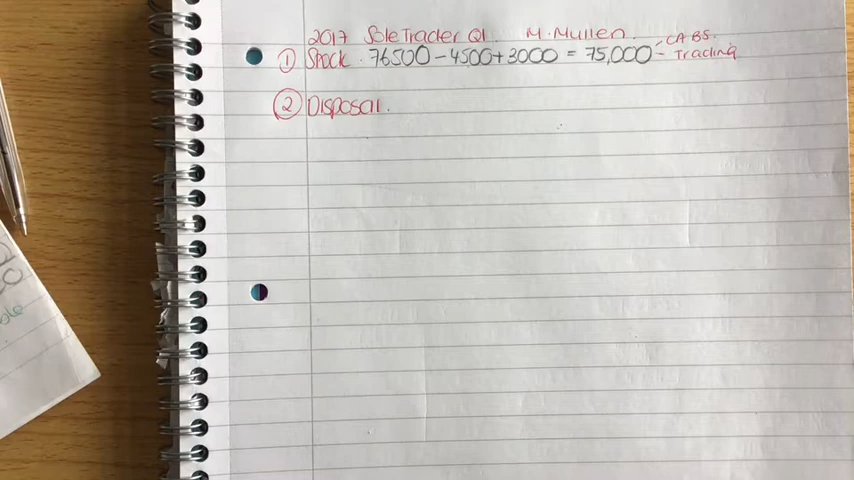 2017 Sole Trader Q1 M. Mullen.
① Stock. 76500 - 4500 + 3000 = 75,000 - CA BS.
- Trading
② Disposal.